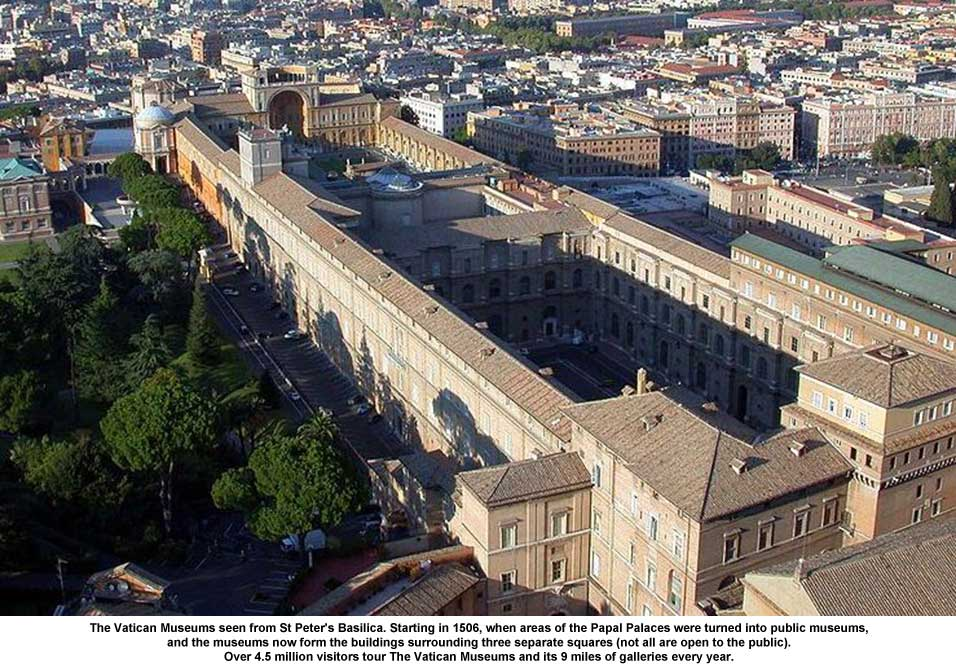 The Vatican Museums seen from St Peter's Basilica. Starting in 1506, when areas of the Papal Palaces were turned into public museums,
and the museums now form the buildings surrounding three separate squares (not all are open to the public).
Over 4.5 million visitors tour The Vatican Museums and its 9 miles of galleries every year.